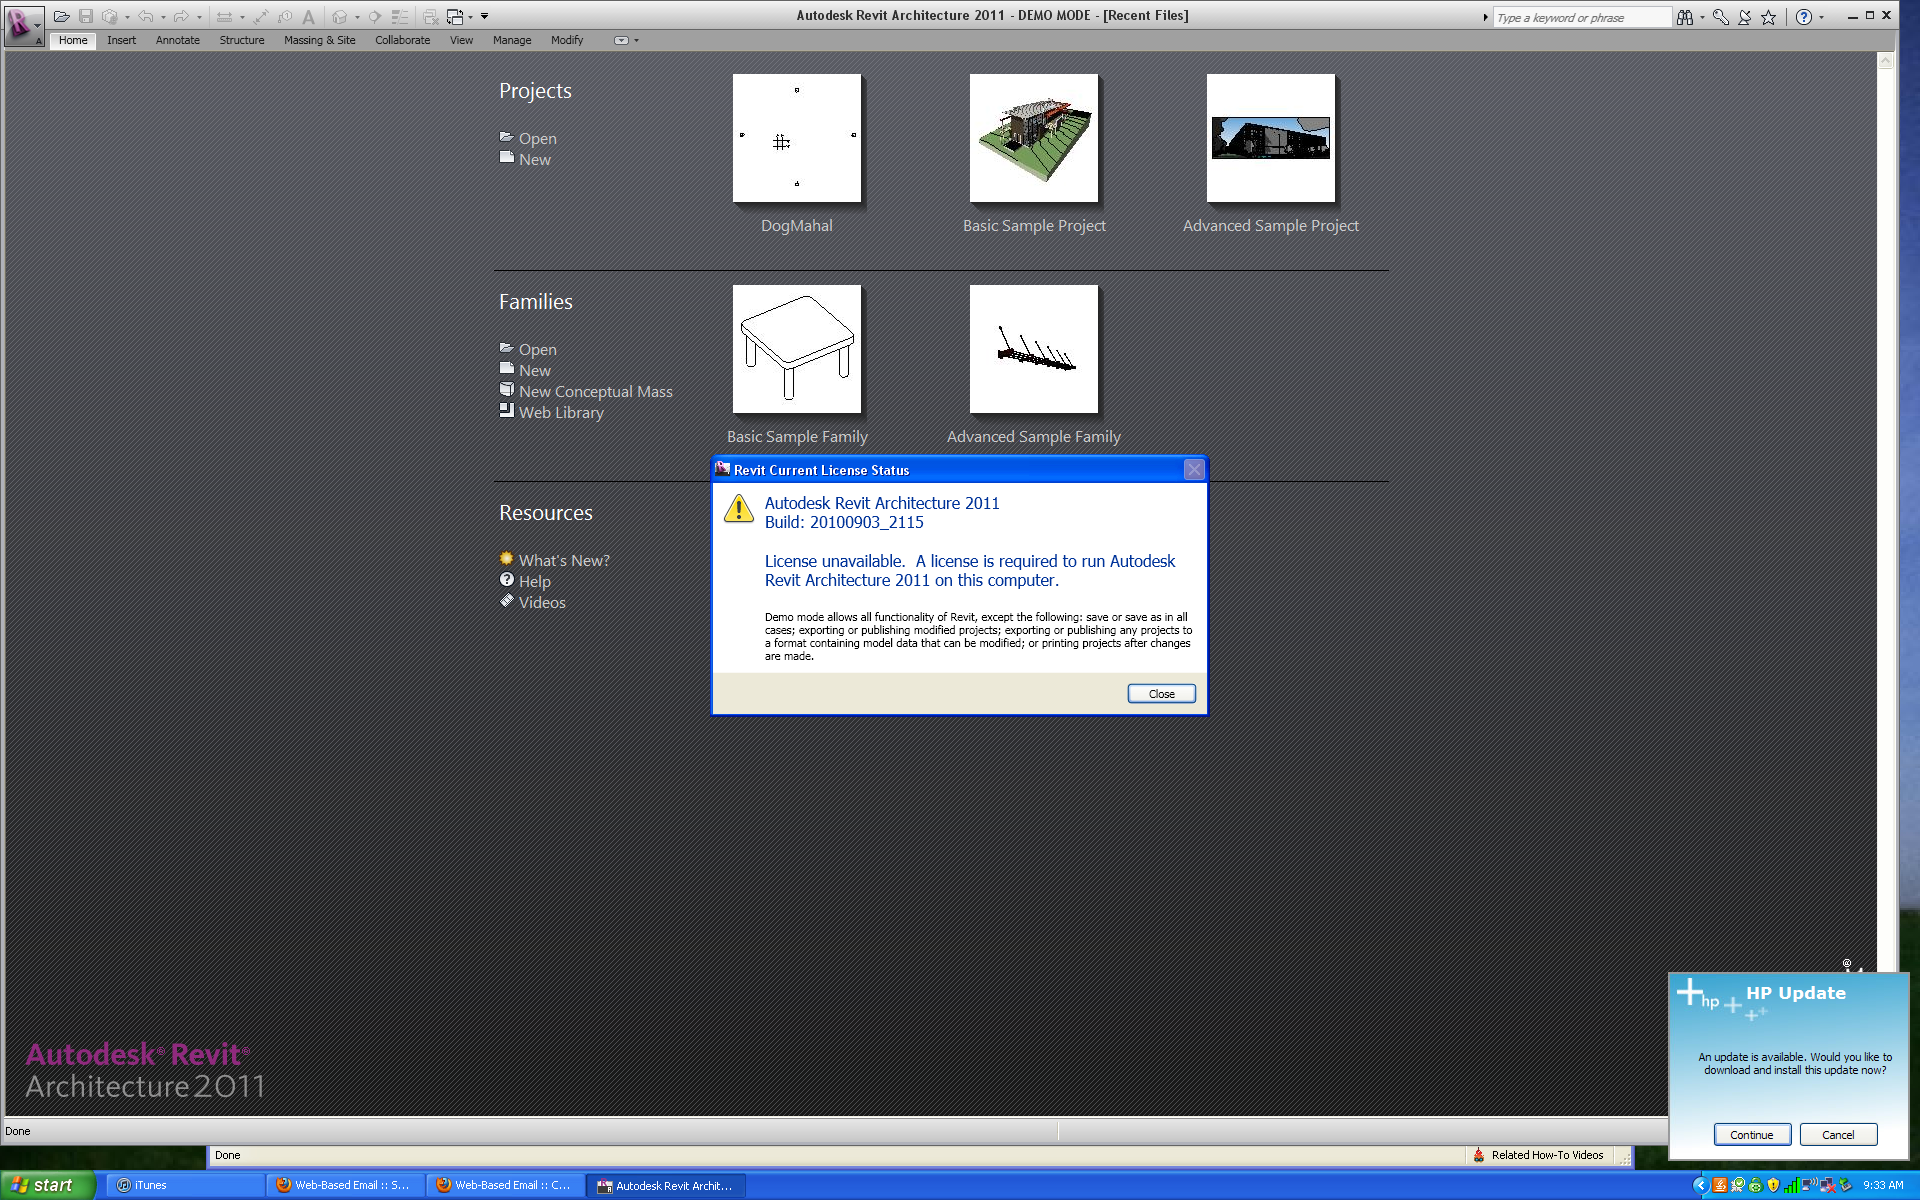 Autodesk Revit Architecture 2011 - DEMO MODE - [Recent Files]
Type a keyword or phrase
Home
Insert
Annotate
Structure
Massing & Site
Collaborate
View
Manage
Modify
Projects
Open
New
DogMahal
Basic Sample Project
Advanced Sample Project
Families
Open
New
New Conceptual Mass
Web Library
Basic Sample Family
Advanced Sample Family
Resources
What's New?
Help
Videos
Revit Current License Status
Autodesk Revit Architecture 2011
Build: 20100903_2115
License unavailable.  A license is required to run Autodesk
Revit Architecture 2011 on this computer.
Demo mode allows all functionality of Revit, except the following: save or save as in all
cases; exporting or publishing modified projects; exporting or publishing any projects to
a format containing model data that can be modified; or printing projects after changes
are made.
Close
hp
HP Update
An update is available. Would you like to
download and install this update now?
Continue
Cancel
Autodesk® Revit®
Architecture 2011
Done
Done
Related How-To Videos
start
iTunes
Web-Based Email :: S...
Web-Based Email :: C...
Autodesk Revit Archit...
9:33 AM